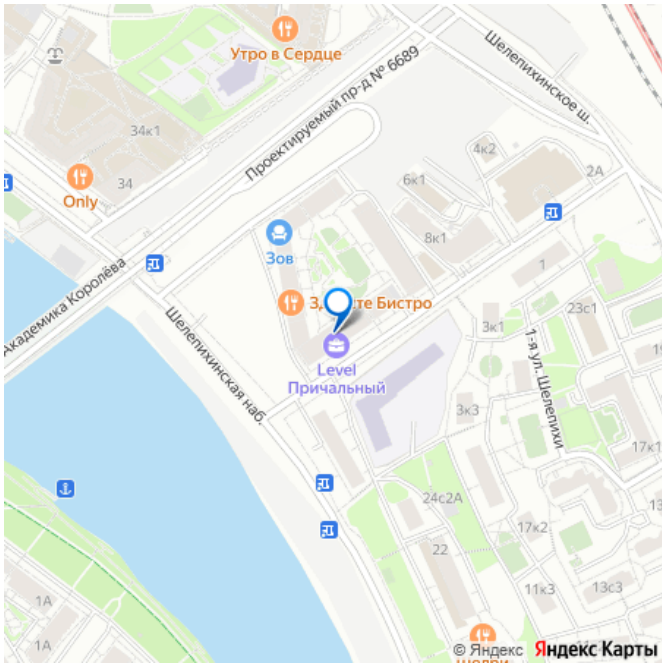 Утро в Сердце
Шелепихинское ш.
Проектируемый пр-д № 6689
34к1
4к2
34
Only
6к1
2А
8к1
Зов
Академика Королёва
1
Бистро
23с1
3к1
Шелепихинская наб.
1-я ул. Шелепихи
Level
Причальный
3к3
17к1
24с2А
17к2
22
11к3
13с3
1А
1А
© Яндекс Яндекс Карты